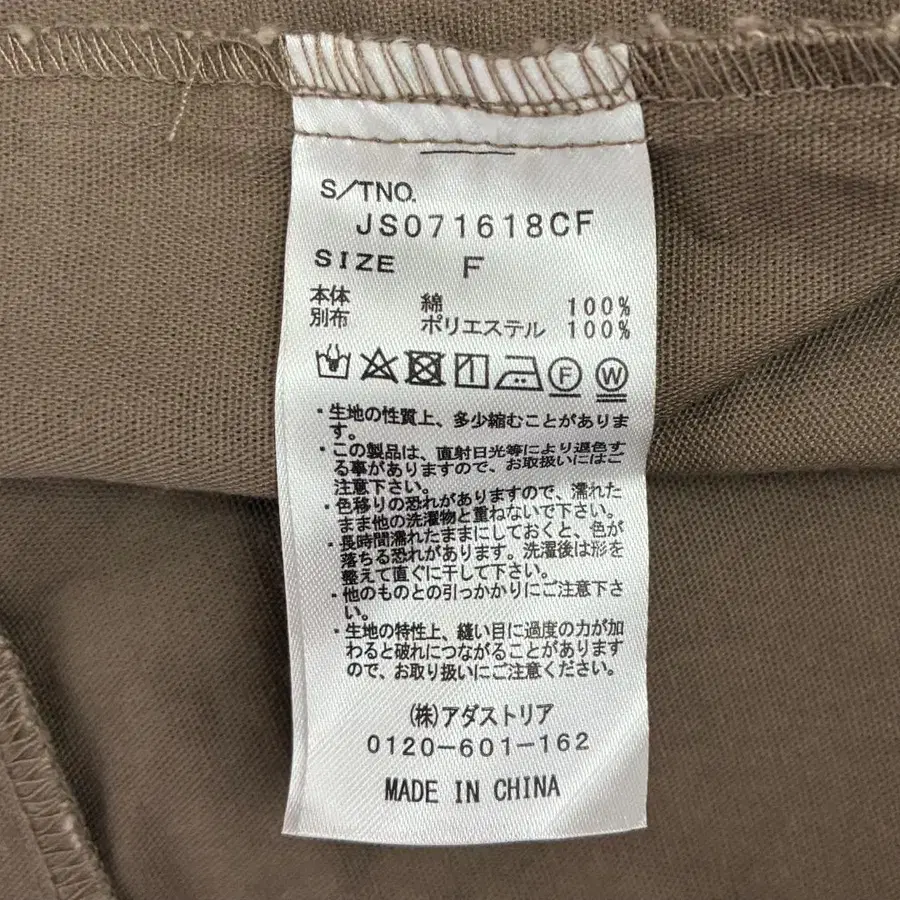 S/TNO.
JS071618CF
SIZE F
本体 綿 100%
別布 ポリエステル 100%
F W
・生地の性質上、多少縮むことがありま
す。
・この製品は、直射日光等により退色す
る事がありますので、お取扱いにはご
注意下さい。
・色移りの恐れがありますので、濡れた
まま他の洗濯物と重ねないで下さい。
・長時間濡れたままにしておくと、色が
落ちる恐れがあります。洗濯後は形を
整えて直ぐに干して下さい。
・他のものとの引っかかりにご注意下さ
い。
・生地の特性上、縫い目に過度の力が加
わると破れにつながることがあります
ので、お取り扱いにご注意ください。
(株)アダストリア
0120-601-162
MADE IN CHINA